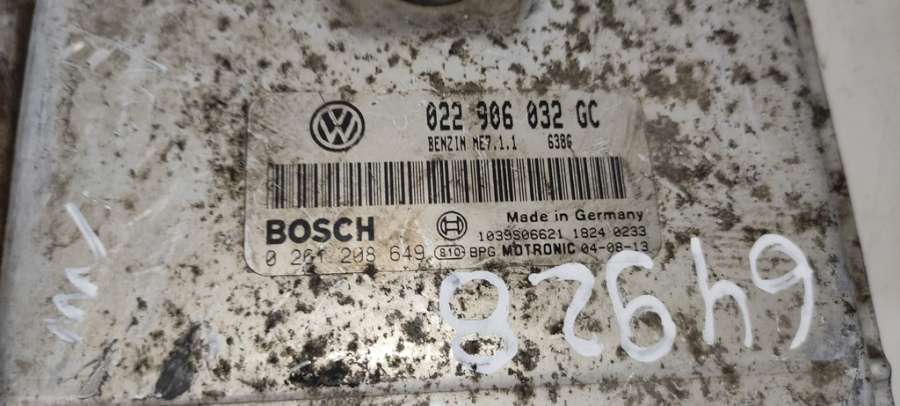 022 906 032 GC
BENZIN ME7.1.1 6386
BOSCH
Made in Germany
1039S06621 1824 0233
0 261 208 649 810 BPG MOTRONIC 04-08-13
64928